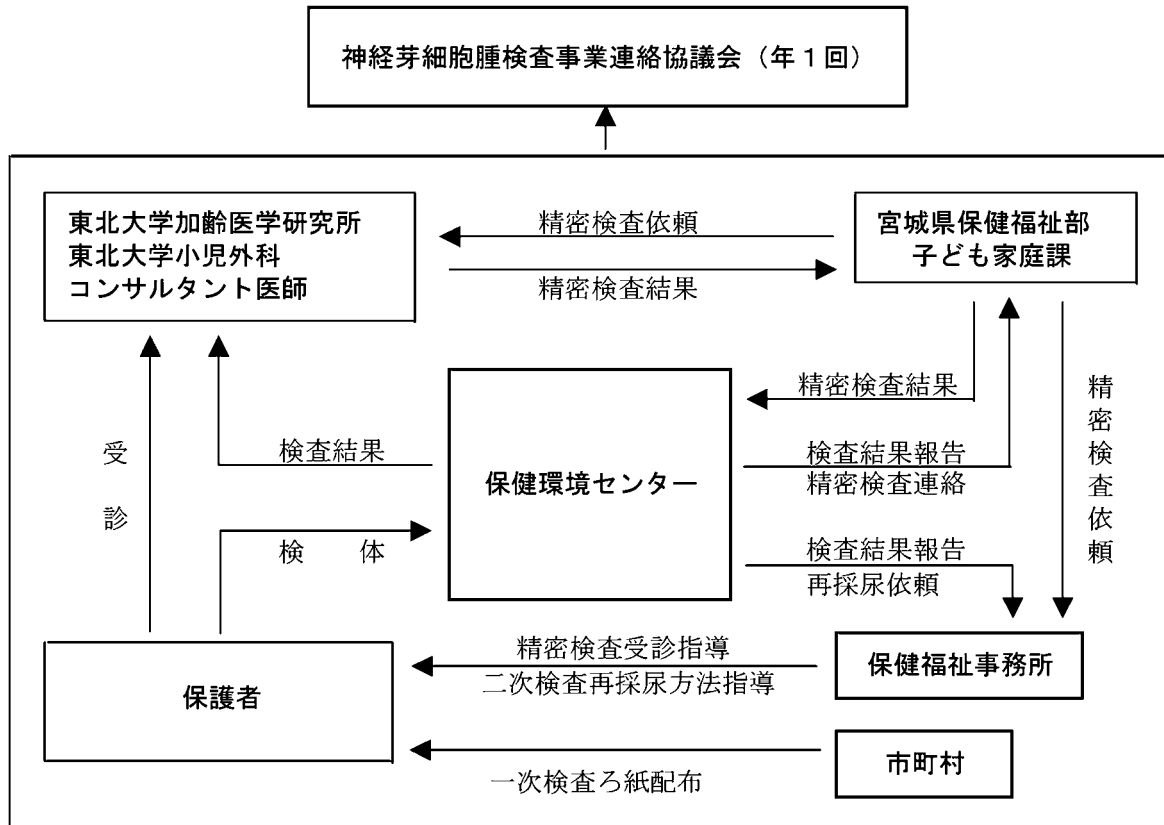 神経芽細胞腫検査事業連絡協議会（年１回）
東北大学加齢医学研究所
東北大学小児外科
コンサルタント医師
精密検査依頼
精密検査結果
宮城県保健福祉部
子ども家庭課
精密検査結果
精密検査依頼
受診
検査結果
保健環境センター
検査結果報告
精密検査連絡
検　体
検査結果報告
再採尿依頼
保護者
精密検査受診指導
二次検査再採尿方法指導
保健福祉事務所
一次検査ろ紙配布
市町村